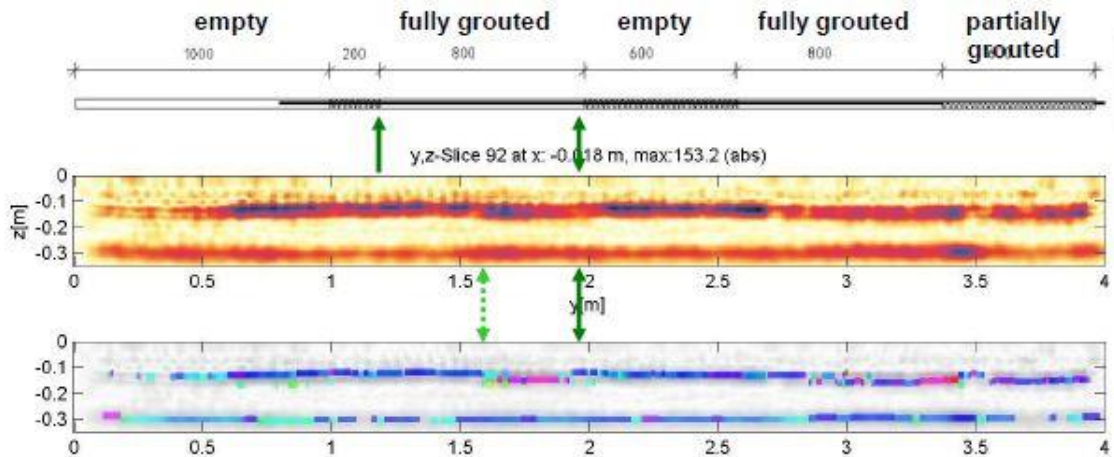 empty fully grouted empty fully grouted partially grouted
1000 200 800 600 800
y,z-Slice 92 at x: -0.018 m, max:153.2 (abs)
0
-0.1
-0.2
-0.3
z[m]
0 0.5 1 1.5 2 2.5 3 3.5 4
y[m]
0
-0.1
-0.2
-0.3
0 0.5 1 1.5 2 2.5 3 3.5 4